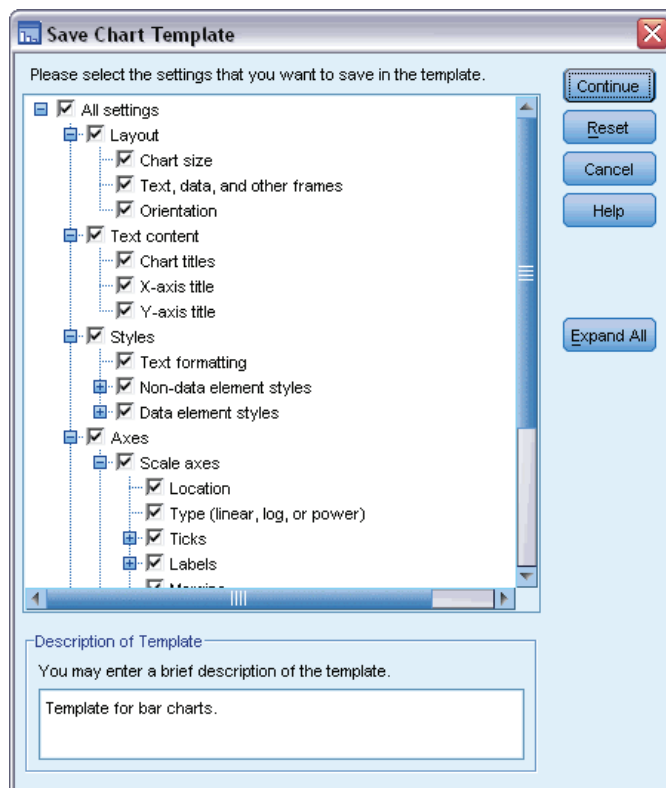 Save Chart Template
Please select the settings that you want to save in the template.
All settings
Layout
Chart size
Text, data, and other frames
Orientation
Text content
Chart titles
X-axis title
Y-axis title
Styles
Text formatting
Non-data element styles
Data element styles
Axes
Scale axes
Location
Type (linear, log, or power)
Ticks
Labels
Continue
Reset
Cancel
Help
Expand All
Description of Template
You may enter a brief description of the template.
Template for bar charts.